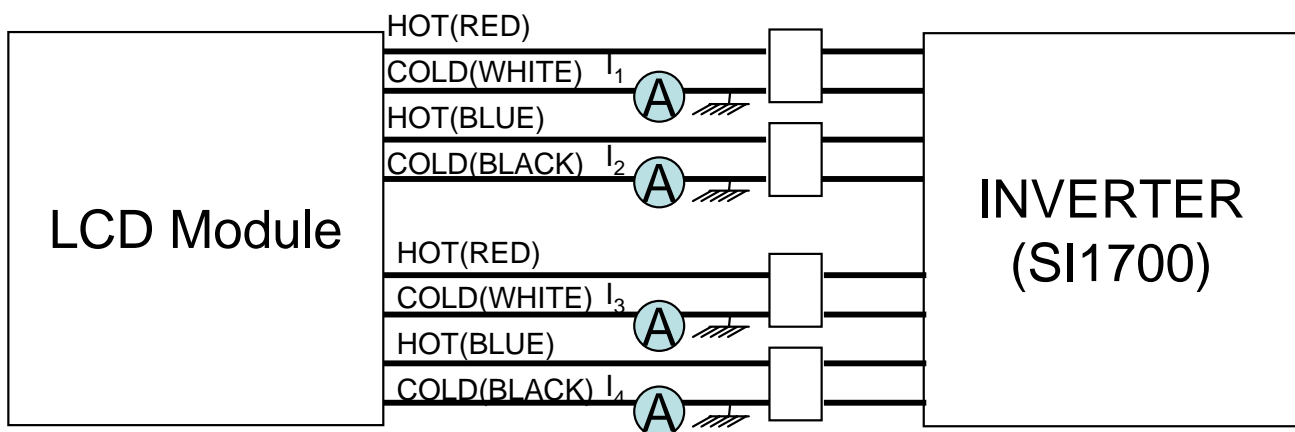 HOT(RED)
COLD(WHITE) I₁
A
HOT(BLUE)
COLD(BLACK) I₂
A
LCD Module
HOT(RED)
COLD(WHITE) I₃
A
HOT(BLUE)
COLD(BLACK) I₄
A
INVERTER
(SI1700)